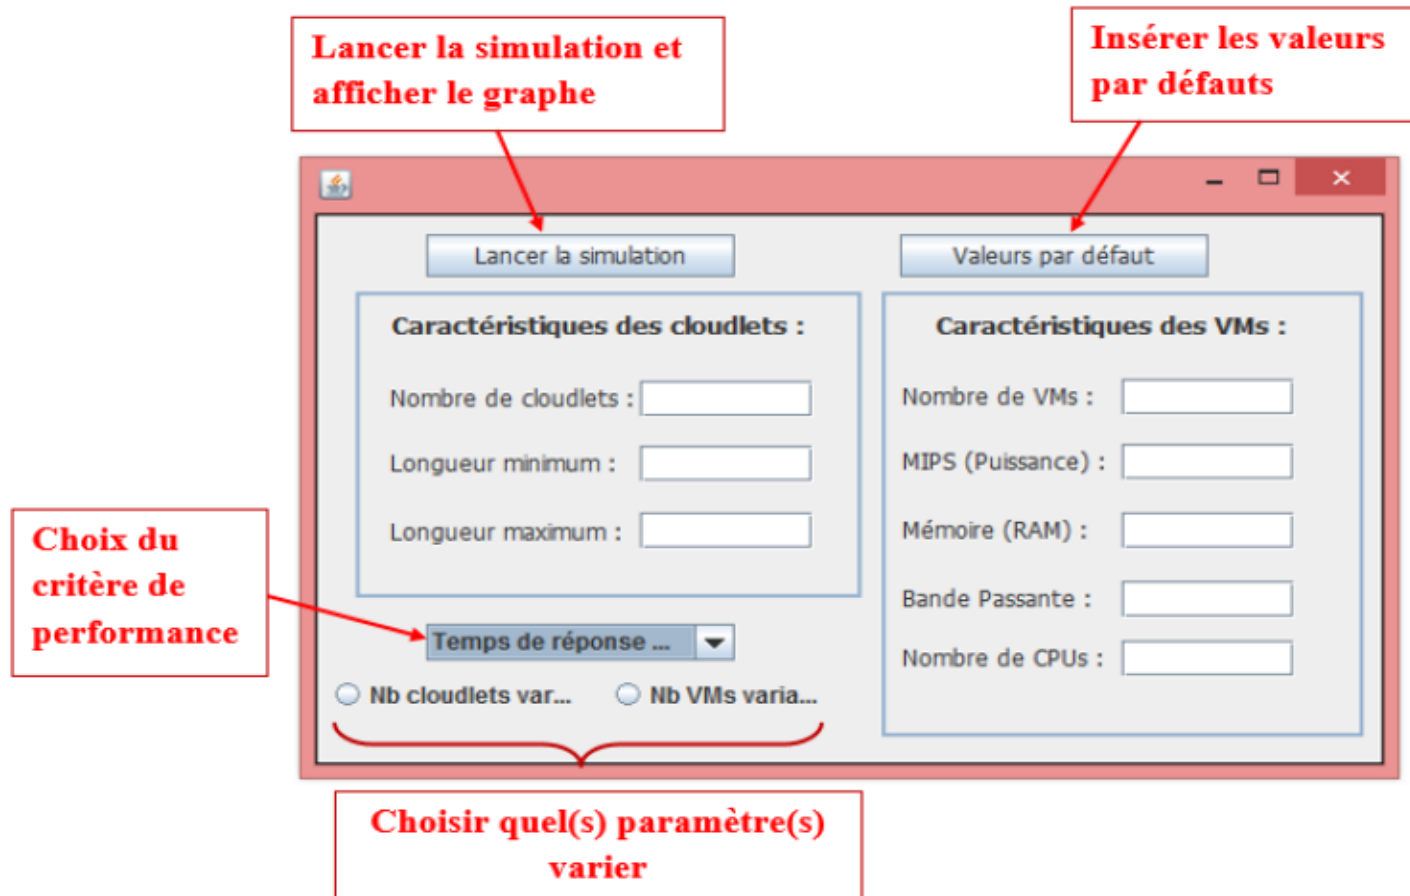 Lancer la simulation et
afficher le graphe
Insérer les valeurs
par défauts
Lancer la simulation
Valeurs par défaut
Caractéristiques des cloudlets :
Nombre de cloudlets :
Longueur minimum :
Longueur maximum :
Caractéristiques des VMs :
Nombre de VMs :
MIPS (Puissance) :
Mémoire (RAM) :
Bande Passante :
Nombre de CPUs :
Choix du
critère de
performance
Temps de réponse ...
Nb cloudlets var...
Nb VMs varia...
Choisir quel(s) paramètre(s)
varier